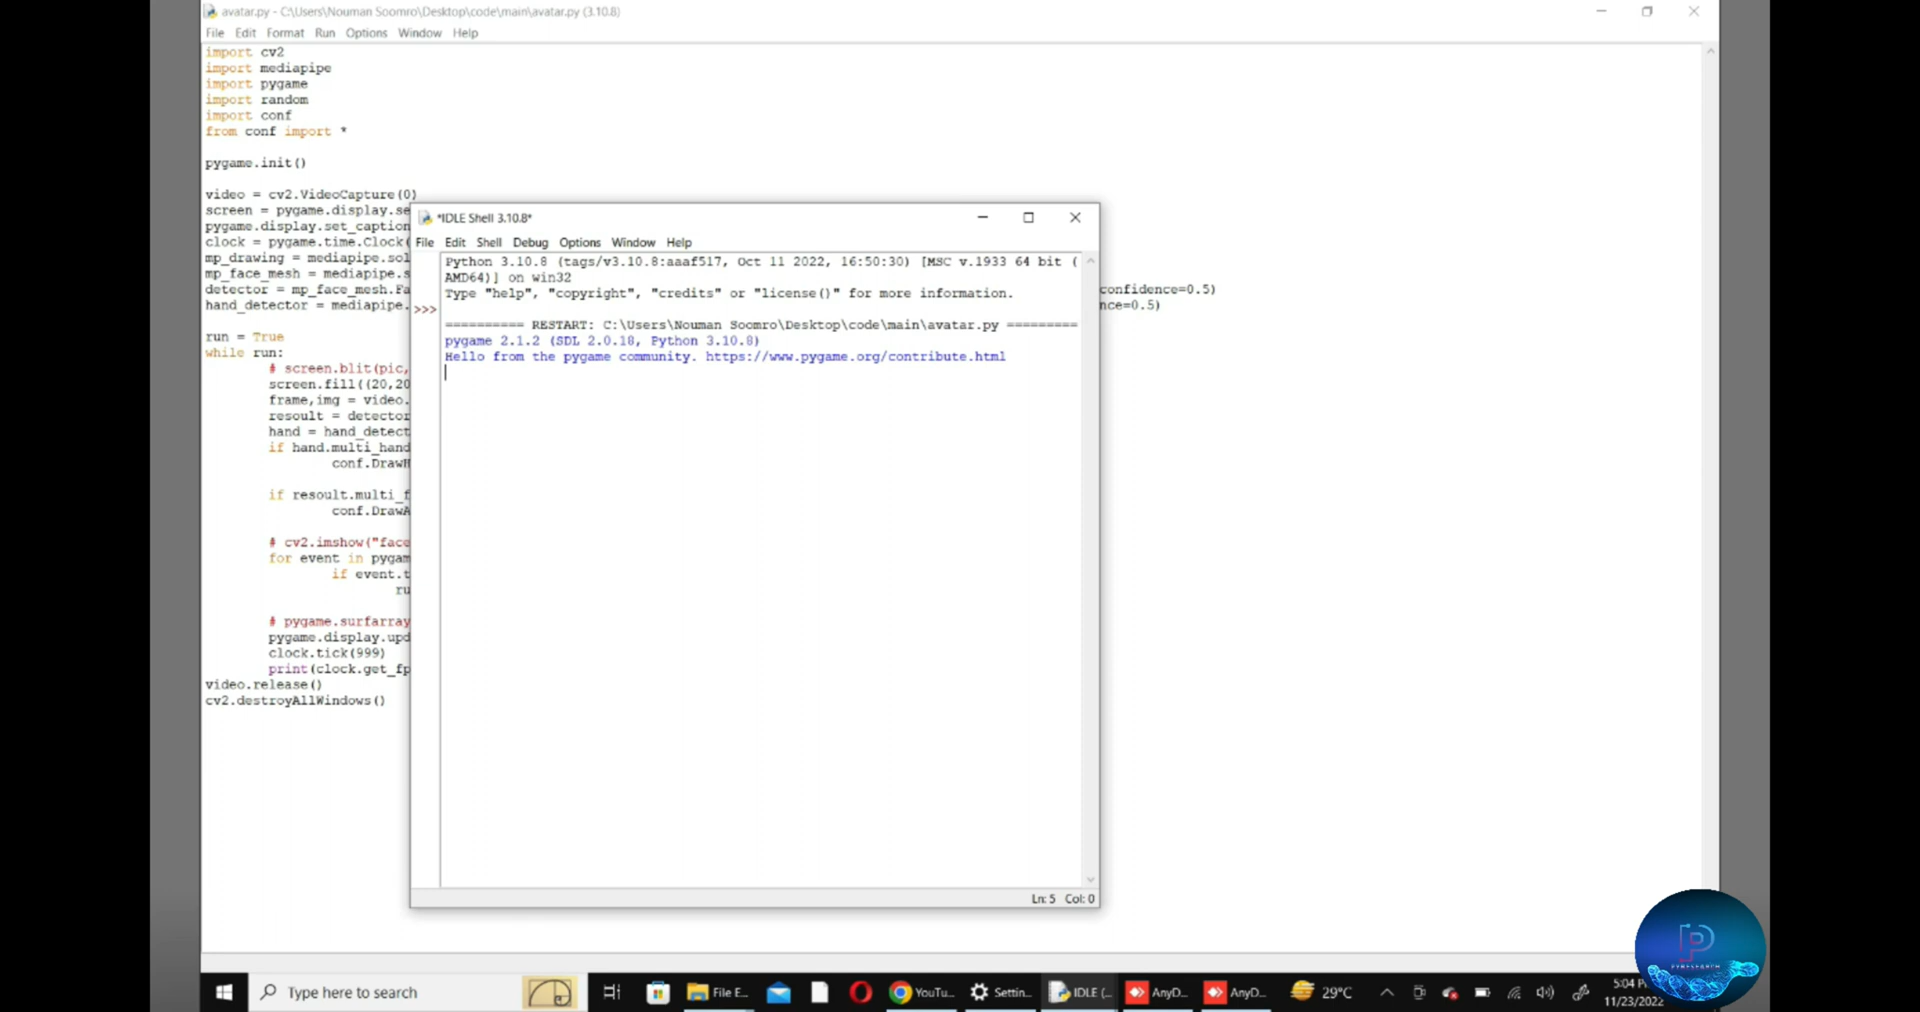 avatar.py - C:\Users\Nouman Soomro\Desktop\code\main\avatar.py (3.10.8)
File Edit Format Run Options Window Help
import cv2
import mediapipe
import pygame
import random
import conf
from conf import *
pygame.init()
video = cv2.VideoCapture(0)
screen = pygame.display.se
pygame.display.set_caption
clock = pygame.time.Clock(
mp_drawing = mediapipe.sol
mp_face_mesh = mediapipe.s
detector = mp_face_mesh.Fa
confidence=0.5)
hand_detector = mediapipe.
nce=0.5)
run = True
while run:
# screen.blit(pic,
screen.fill((20,20
frame,img = video.
resoult = detector
hand = hand_detect
if hand.multi_hand
conf.DrawH
if resoult.multi_f
conf.DrawA
# cv2.imshow("face
for event in pygam
if event.t
ru
# pygame.surfarray
pygame.display.upd
clock.tick(999)
print(clock.get_fp
video.release()
cv2.destroyAllWindows()
*IDLE Shell 3.10.8*
File Edit Shell Debug Options Window Help
Python 3.10.8 (tags/v3.10.8:aaaf517, Oct 11 2022, 16:50:30) [MSC v.1933 64 bit (
AMD64)] on win32
Type "help", "copyright", "credits" or "license()" for more information.
>>>
========== RESTART: C:\Users\Nouman Soomro\Desktop\code\main\avatar.py =========
pygame 2.1.2 (SDL 2.0.18, Python 3.10.8)
Hello from the pygame community. https://www.pygame.org/contribute.html
Ln: 5 Col: 0
PYRESEARCH
Type here to search
File E...
YouTu...
Settin...
IDLE (...
AnyD...
AnyD...
29°C
5:04 P
11/23/2022